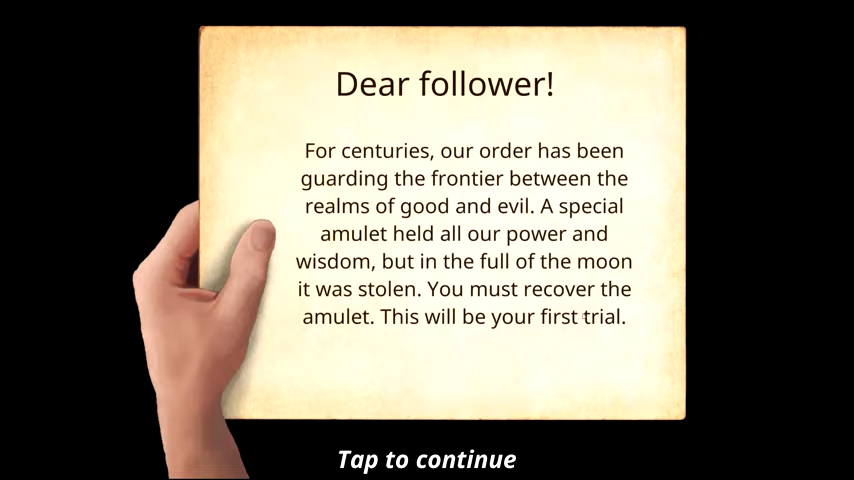 Dear follower!
For centuries, our order has been
guarding the frontier between the
realms of good and evil. A special
amulet held all our power and
wisdom, but in the full of the moon
it was stolen. You must recover the
amulet. This will be your first trial.
Tap to continue